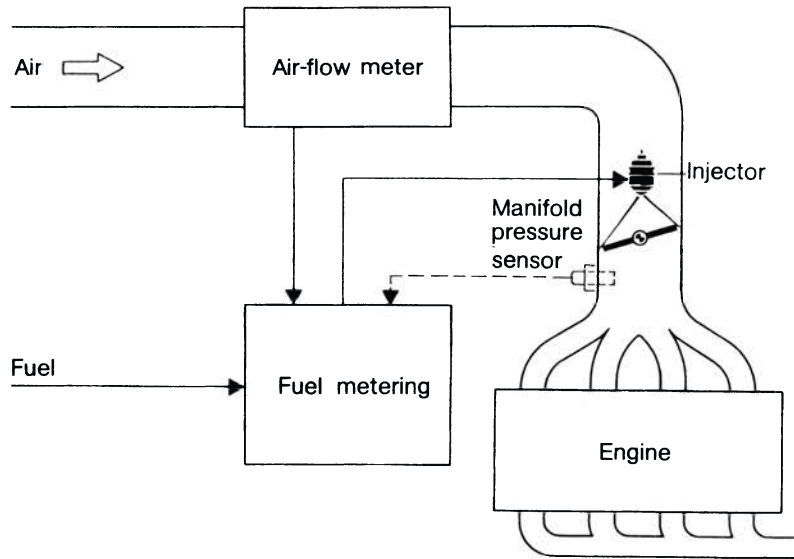 Air
Air-flow meter
Injector
Manifold
pressure
sensor
Fuel
Fuel metering
Engine